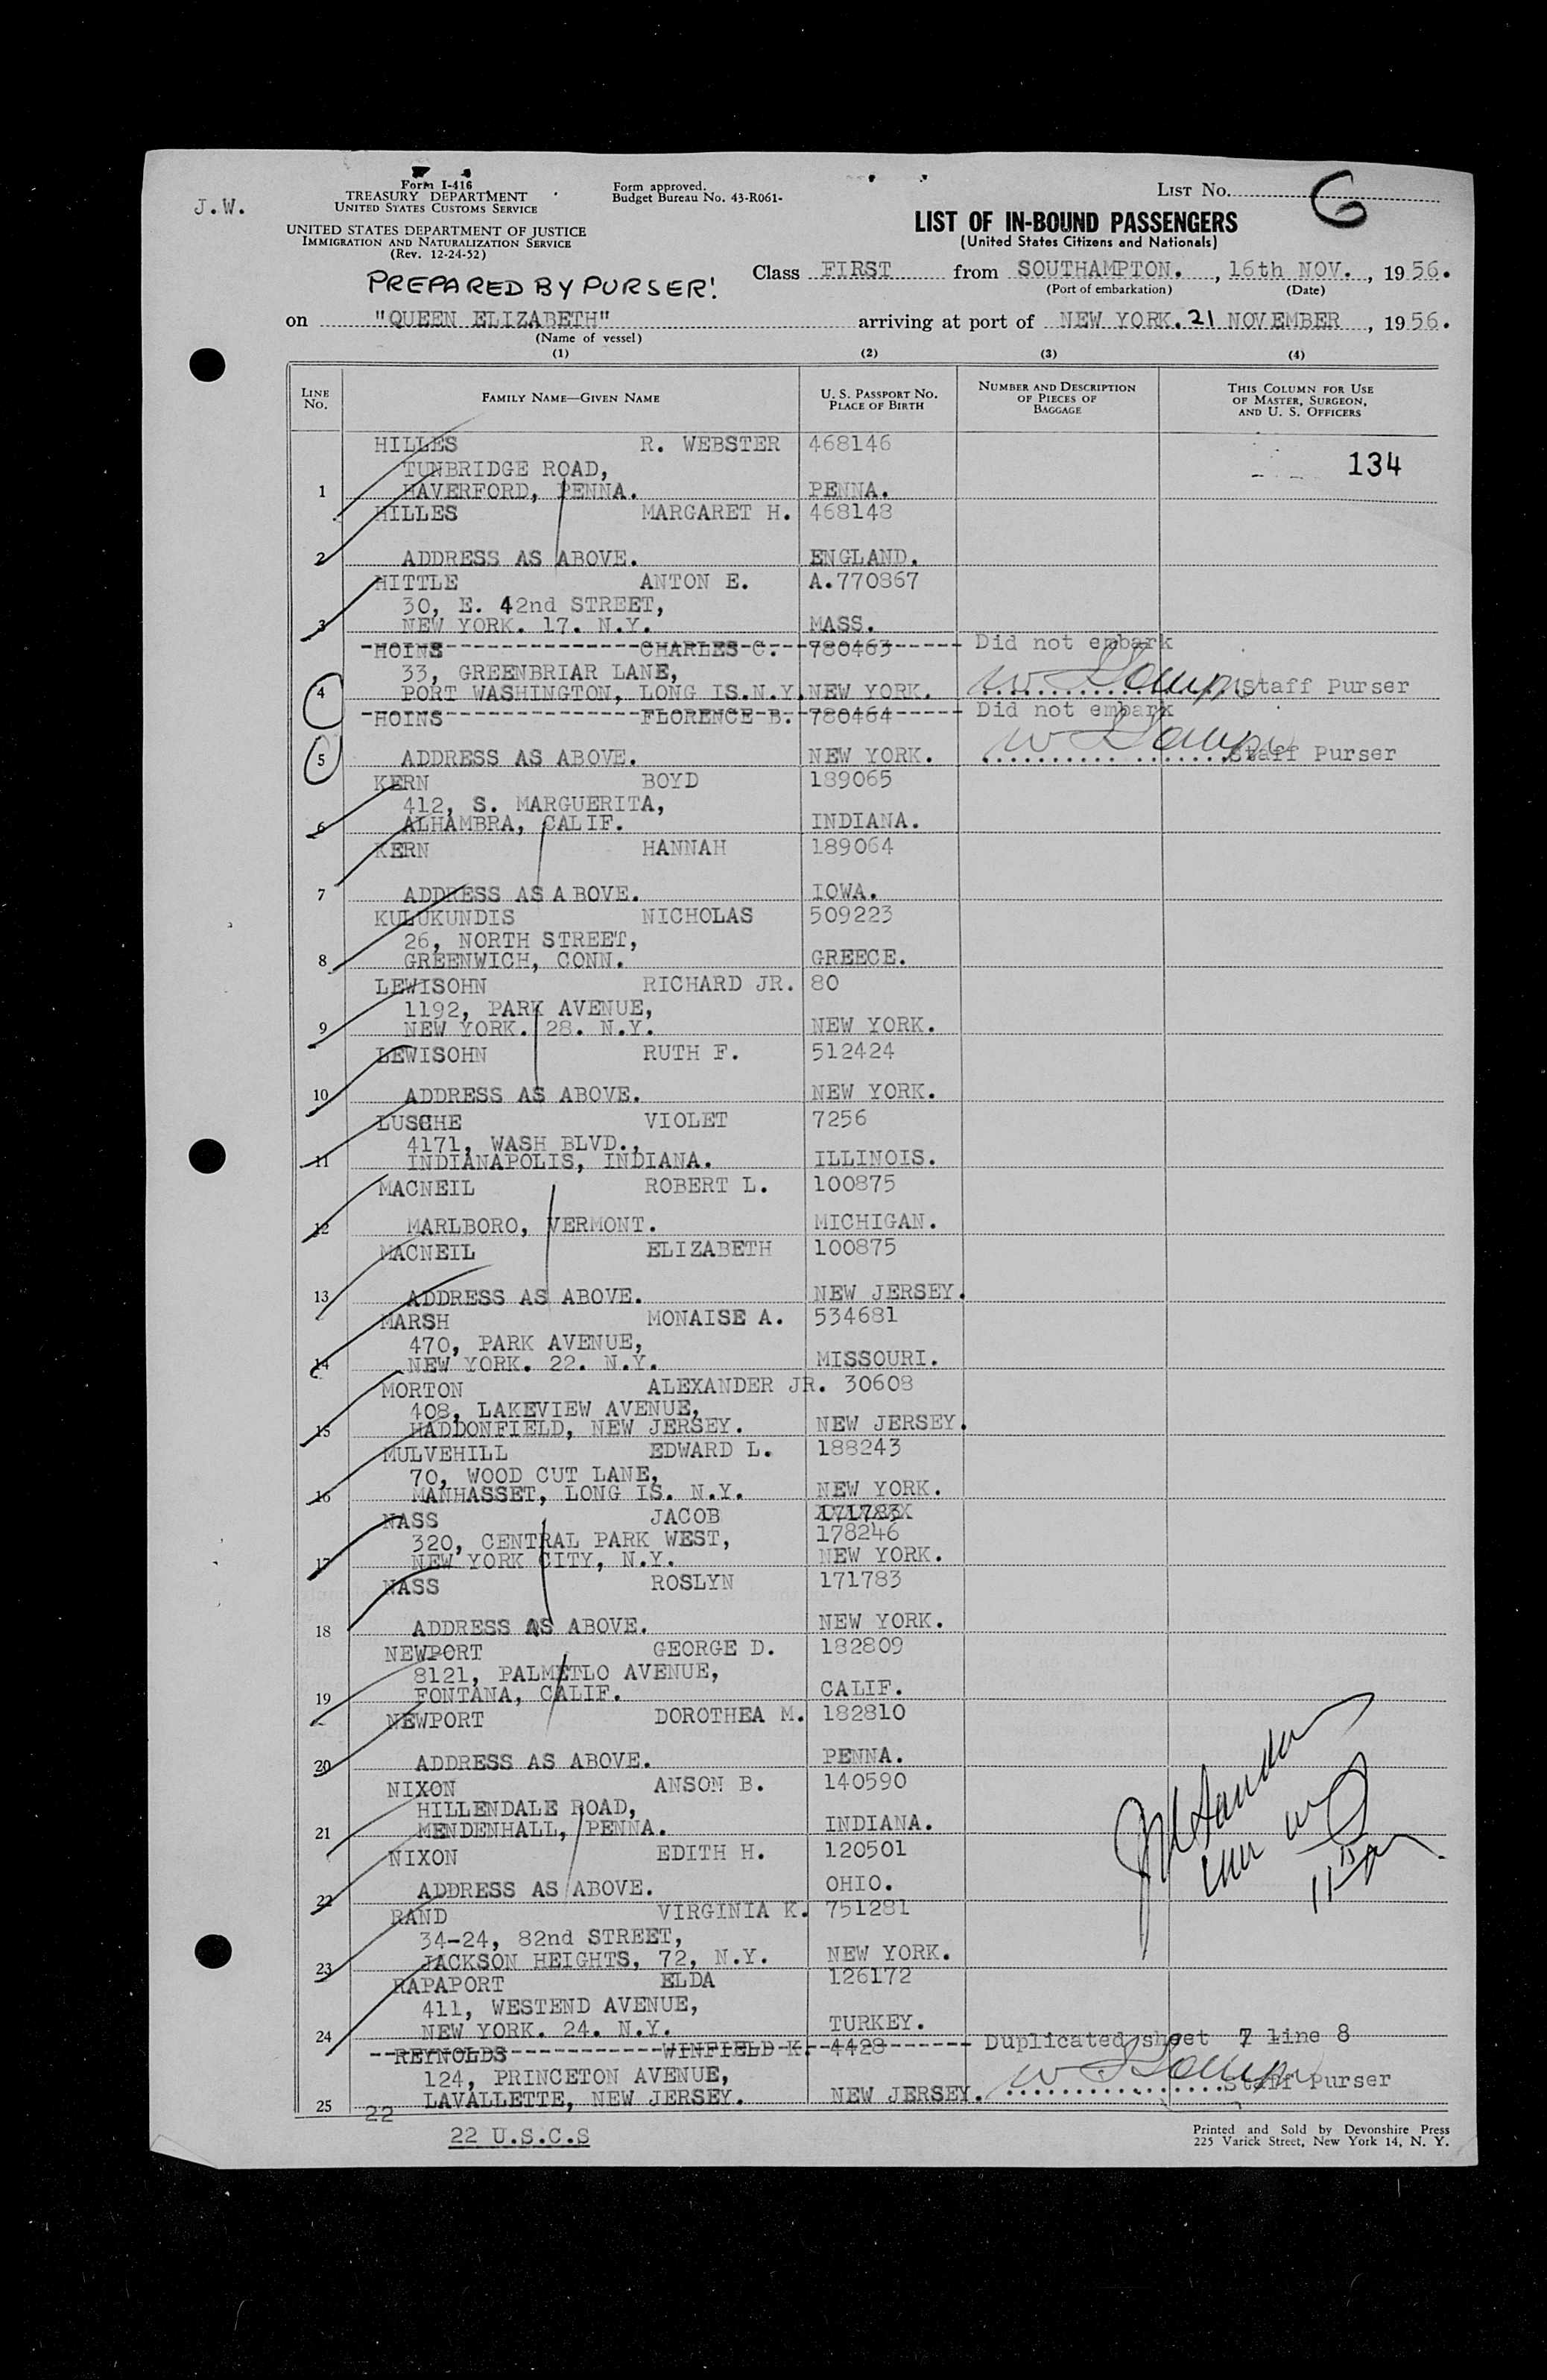 J.W.
Form I-416
TREASURY DEPARTMENT
UNITED STATES CUSTOMS SERVICE
UNITED STATES DEPARTMENT OF JUSTICE
IMMIGRATION AND NATURALIZATION SERVICE
(Rev. 12-24-52)
Form approved.
Budget Bureau No. 43-R061-
LIST No. 6
LIST OF IN-BOUND PASSENGERS
(United States Citizens and Nationals)
PREPARED BY PURSER!
Class FIRST from SOUTHAMPTON. , 16th NOV. , 1956.
(Port of embarkation) (Date)
on "QUEEN ELIZABETH" arriving at port of NEW YORK. 21 NOVEMBER , 1956.
(Name of vessel)
(1) (2) (3) (4)
LINE No. FAMILY NAME—GIVEN NAME U. S. PASSPORT NO. PLACE OF BIRTH NUMBER AND DESCRIPTION OF PIECES OF BAGGAGE THIS COLUMN FOR USE OF MASTER, SURGEON, AND U. S. OFFICERS
HILLES R. WEBSTER 468146
TUNBRIDGE ROAD, 134
1 HAVERFORD, PENNA. PENNA.
HILLES MARGARET H. 468148
2 ADDRESS AS ABOVE. ENGLAND.
HITTLE ANTON E. A.770867
30, E. 42nd STREET,
3 NEW YORK. 17. N.Y. MASS.
HOINS CHARLES C. 780463 Did not embark
33, GREENBRIAR LANE,
4 PORT WASHINGTON, LONG IS.N.Y. NEW YORK. Staff Purser
HOINS FLORENCE B. 780464 Did not embark
5 ADDRESS AS ABOVE. NEW YORK. Staff Purser
KERN BOYD 189065
412, S. MARGUERITA,
6 ALHAMBRA, CALIF. INDIANA.
KERN HANNAH 189064
7 ADDRESS AS ABOVE. IOWA.
KULUKUNDIS NICHOLAS 509223
26, NORTH STREET,
8 GREENWICH, CONN. GREECE.
LEWISOHN RICHARD JR. 80
1192, PARK AVENUE,
9 NEW YORK. 28. N.Y. NEW YORK.
LEWISOHN RUTH F. 512424
10 ADDRESS AS ABOVE. NEW YORK.
LUSCHE VIOLET 7256
4171, WASH BLVD.,
11 INDIANAPOLIS, INDIANA. ILLINOIS.
MACNEIL ROBERT L. 100875
12 MARLBORO, VERMONT. MICHIGAN.
MACNEIL ELIZABETH 100875
13 ADDRESS AS ABOVE. NEW JERSEY.
MARSH MONAISE A. 534681
470, PARK AVENUE,
14 NEW YORK. 22. N.Y. MISSOURI.
MORTON ALEXANDER JR. 30608
408, LAKEVIEW AVENUE,
15 HADDONFIELD, NEW JERSEY. NEW JERSEY.
MULVEHILL EDWARD L. 188243
70, WOOD CUT LANE,
16 MANHASSET, LONG IS. N.Y. NEW YORK.
NASS JACOB 171783
320, CENTRAL PARK WEST, 178246
17 NEW YORK CITY, N.Y. NEW YORK.
NASS ROSLYN 171783
18 ADDRESS AS ABOVE. NEW YORK.
NEWPORT GEORGE D. 182809
8121, PALMETLO AVENUE,
19 FONTANA, CALIF. CALIF.
NEWPORT DOROTHEA M. 182810
20 ADDRESS AS ABOVE. PENNA.
NIXON ANSON B. 140590
HILLENDALE ROAD,
21 MENDENHALL, PENNA. INDIANA.
NIXON EDITH H. 120501
22 ADDRESS AS ABOVE. OHIO.
RAND VIRGINIA K. 751281
34-24, 82nd STREET,
23 JACKSON HEIGHTS, 72, N.Y. NEW YORK.
RAPAPORT ELDA 126172
411, WESTEND AVENUE,
24 NEW YORK. 24. N.Y. TURKEY.
REYNOLDS WINFIELD K. 4428 Duplicated sheet 7 line 8
124, PRINCETON AVENUE,
25 LAVALLETTE, NEW JERSEY. NEW JERSEY. Staff Purser
22
22 U.S.C.S
Printed and Sold by Devonshire Press
225 Varick Street, New York 14, N. Y.